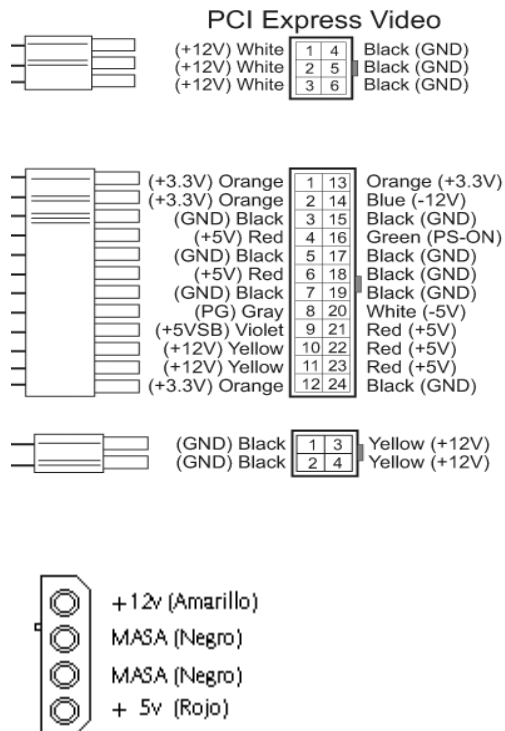 PCI Express Video
(+12V) White 1 4 Black (GND)
(+12V) White 2 5 Black (GND)
(+12V) White 3 6 Black (GND)
(+3.3V) Orange 1 13 Orange (+3.3V)
(+3.3V) Orange 2 14 Blue (-12V)
(GND) Black 3 15 Black (GND)
(+5V) Red 4 16 Green (PS-ON)
(GND) Black 5 17 Black (GND)
(+5V) Red 6 18 Black (GND)
(GND) Black 7 19 Black (GND)
(PG) Gray 8 20 White (-5V)
(+5VSB) Violet 9 21 Red (+5V)
(+12V) Yellow 10 22 Red (+5V)
(+12V) Yellow 11 23 Red (+5V)
(+3.3V) Orange 12 24 Black (GND)
(GND) Black 1 3 Yellow (+12V)
(GND) Black 2 4 Yellow (+12V)
+12v (Amarillo)
MASA (Negro)
MASA (Negro)
+ 5v (Rojo)